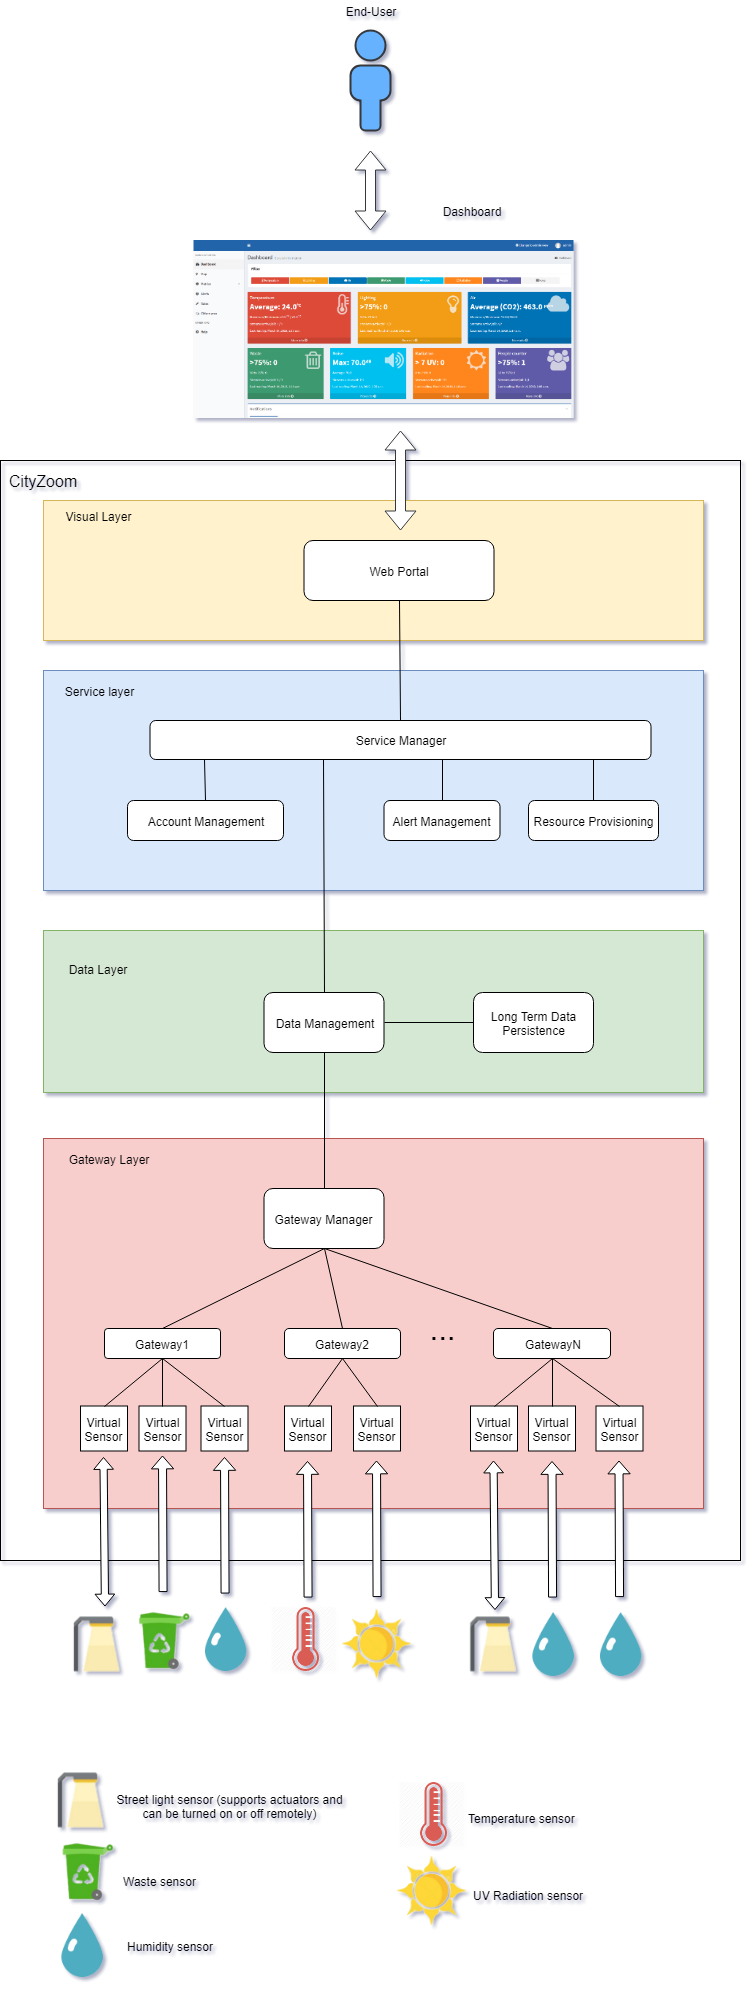 End-User
Dashboard
Dashboard
Temperature
Average: 24.0°C
Lighting
>75%: 0
Air
Average (CO2): 463.0
Waste
>75%: 0
Noise
Max: 70.0
> 7 UV: 0
People counter
>75%: 1
Notifications
CityZoom
Visual Layer
Web Portal
Service layer
Service Manager
Account Management
Alert Management
Resource Provisioning
Data Layer
Data Management
Long Term Data
Persistence
Gateway Layer
Gateway Manager
Gateway1
Gateway2
...
GatewayN
Virtual
Sensor
Virtual
Sensor
Virtual
Sensor
Virtual
Sensor
Virtual
Sensor
Virtual
Sensor
Virtual
Sensor
Virtual
Sensor
Street light sensor (supports actuators and
can be turned on or off remotely)
Temperature sensor
Waste sensor
UV Radiation sensor
Humidity sensor